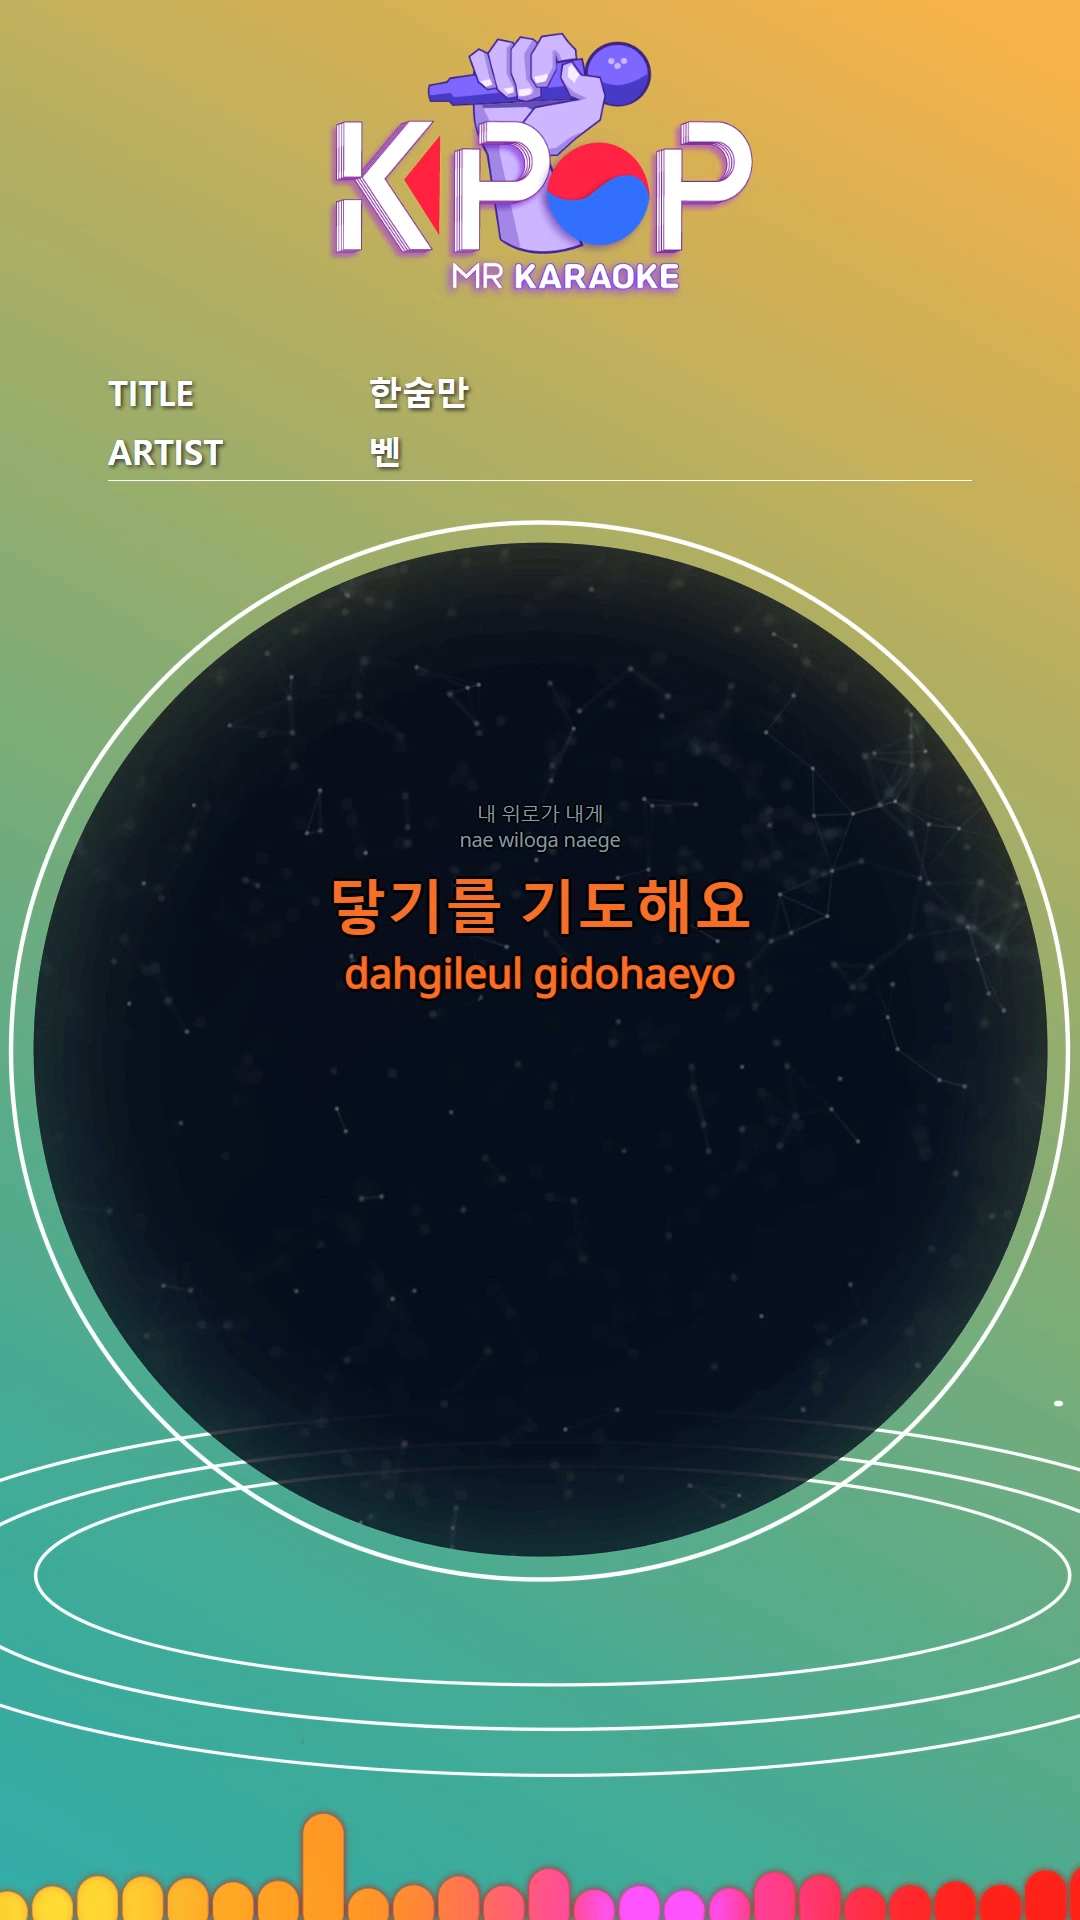 KPOP
MR KARAOKE
TITLE 한숨만
ARTIST 벤
내 위로가 내게
nae wiloga naege
닿기를 기도해요
dahgileul gidohaeyo